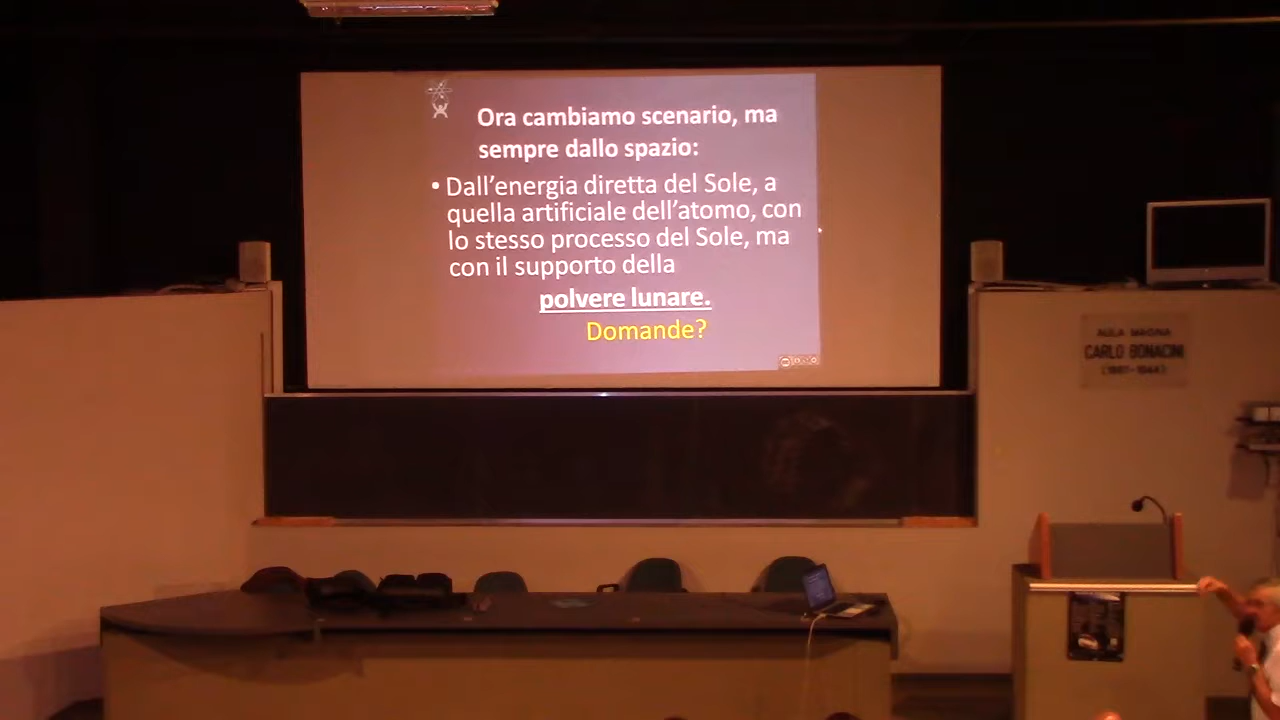 Ora cambiamo scenario, ma
sempre dallo spazio:
• Dall’energia diretta del Sole, a
quella artificiale dell’atomo, con
lo stesso processo del Sole, ma
con il supporto della
polvere lunare.
Domande?
AULA MAGNA
CARLO BONACINI